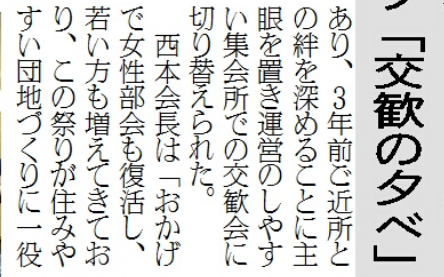 「交歓の夕べ」
あり、3年前ご近所と
の絆を深めることに主
眼を置き運営のしやす
い集会所での交歓会に
切り替えられた。
西本会長は「おかげ
で女性部会も復活し、
若い方も増えてきてお
り、この祭りが住みや
すい団地づくりに一役